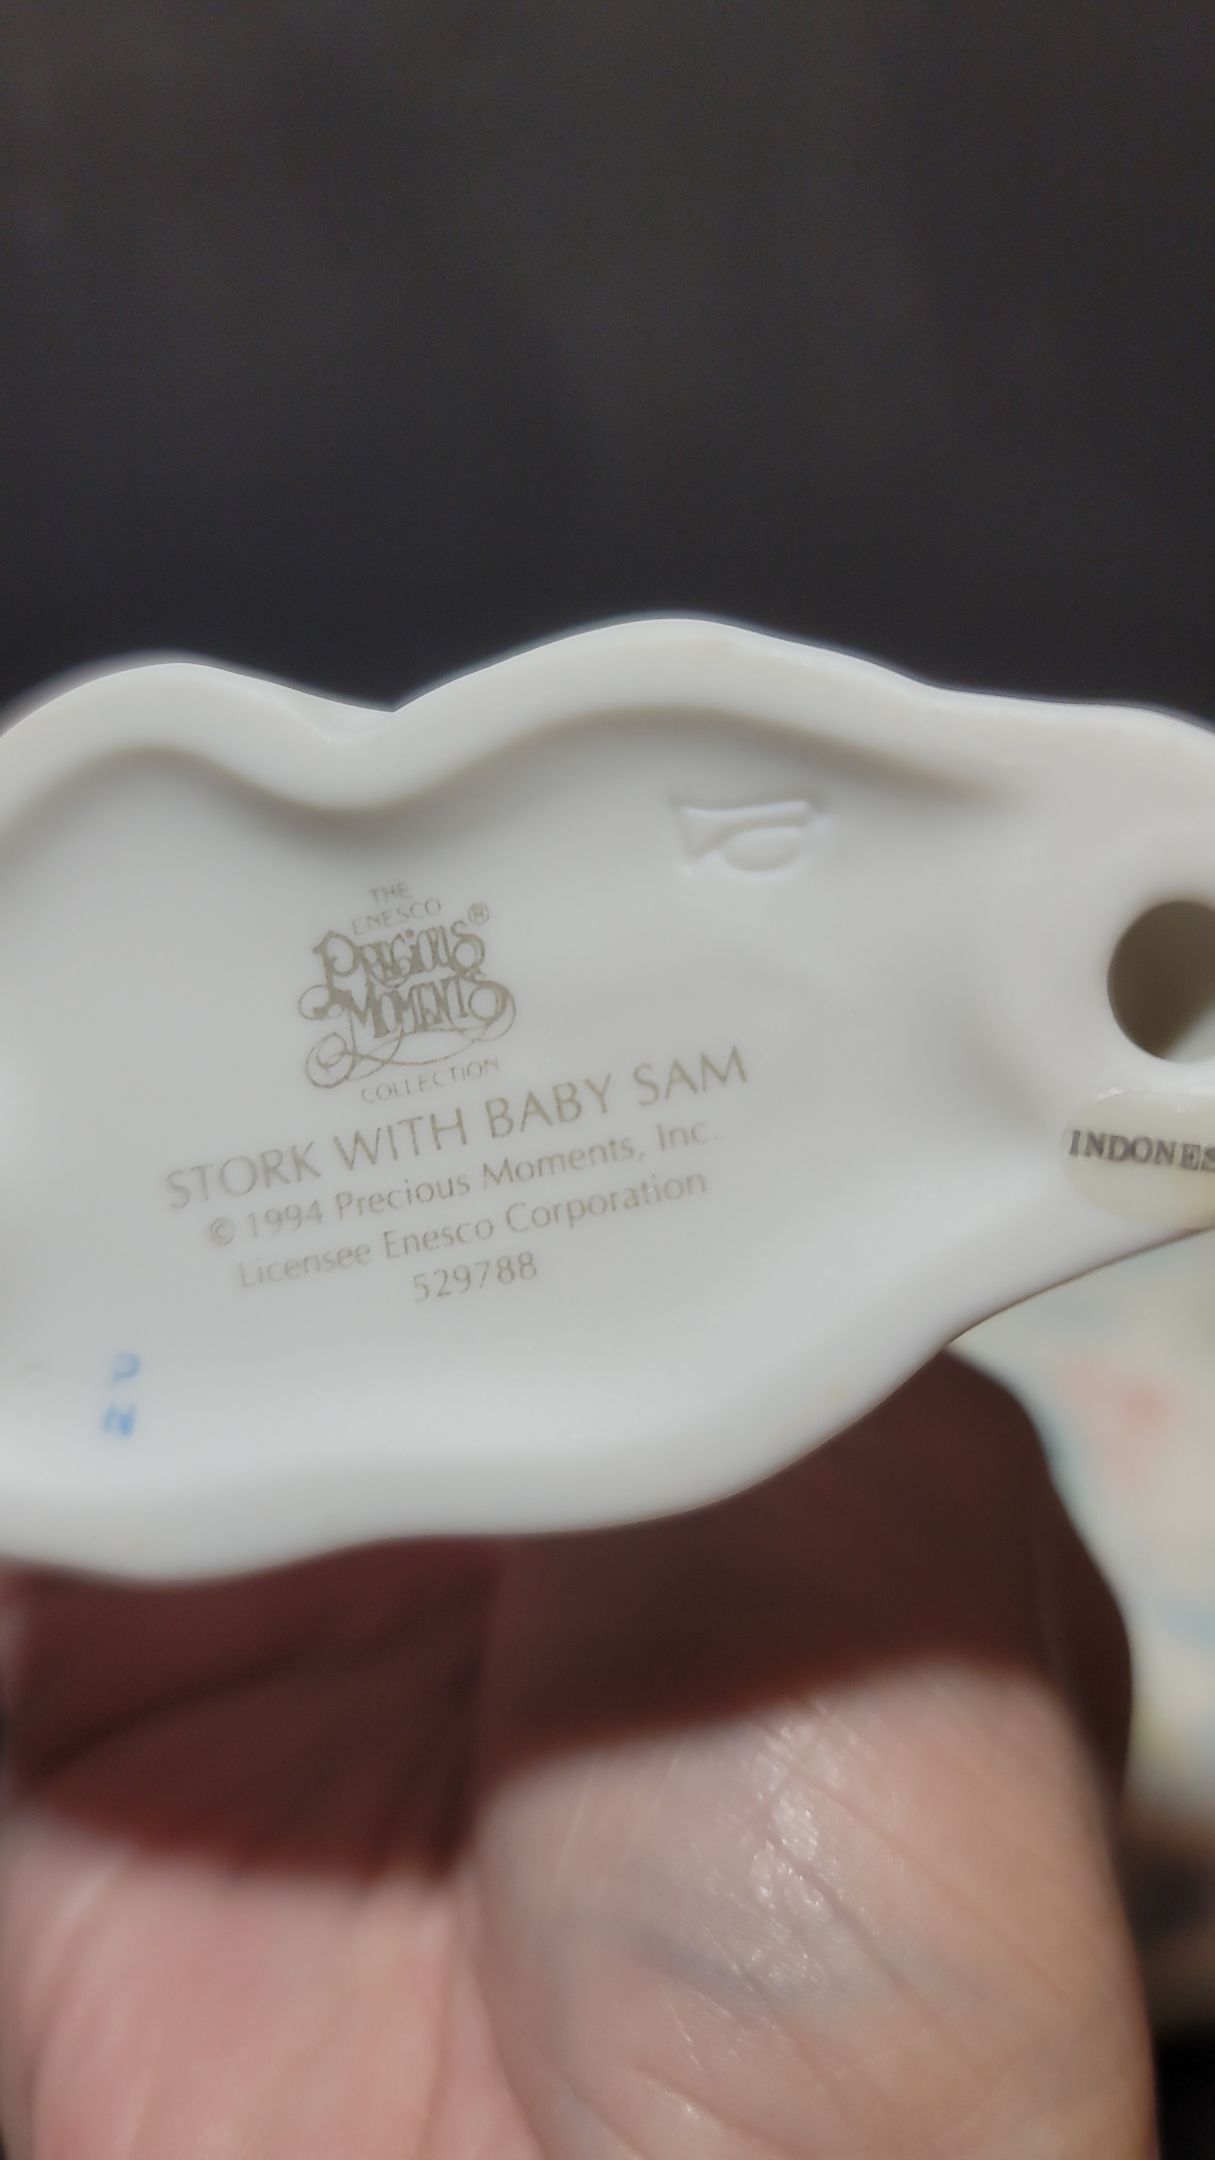 THE
ENESCO
PRECIOUS®
MOMENTS
COLLECTION
STORK WITH BABY SAM
© 1994 Precious Moments, Inc.
Licensee Enesco Corporation
529788
INDONES
P
N